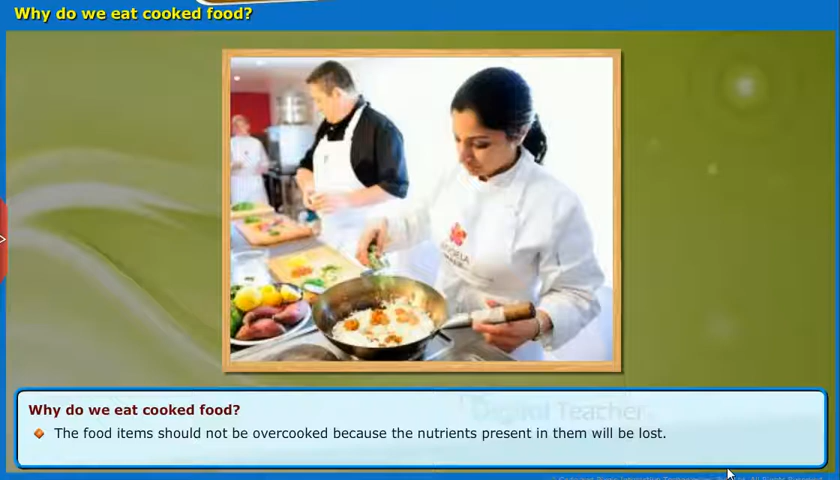 Why do we eat cooked food?
Why do we eat cooked food?
The food items should not be overcooked because the nutrients present in them will be lost.
Digital Teacher